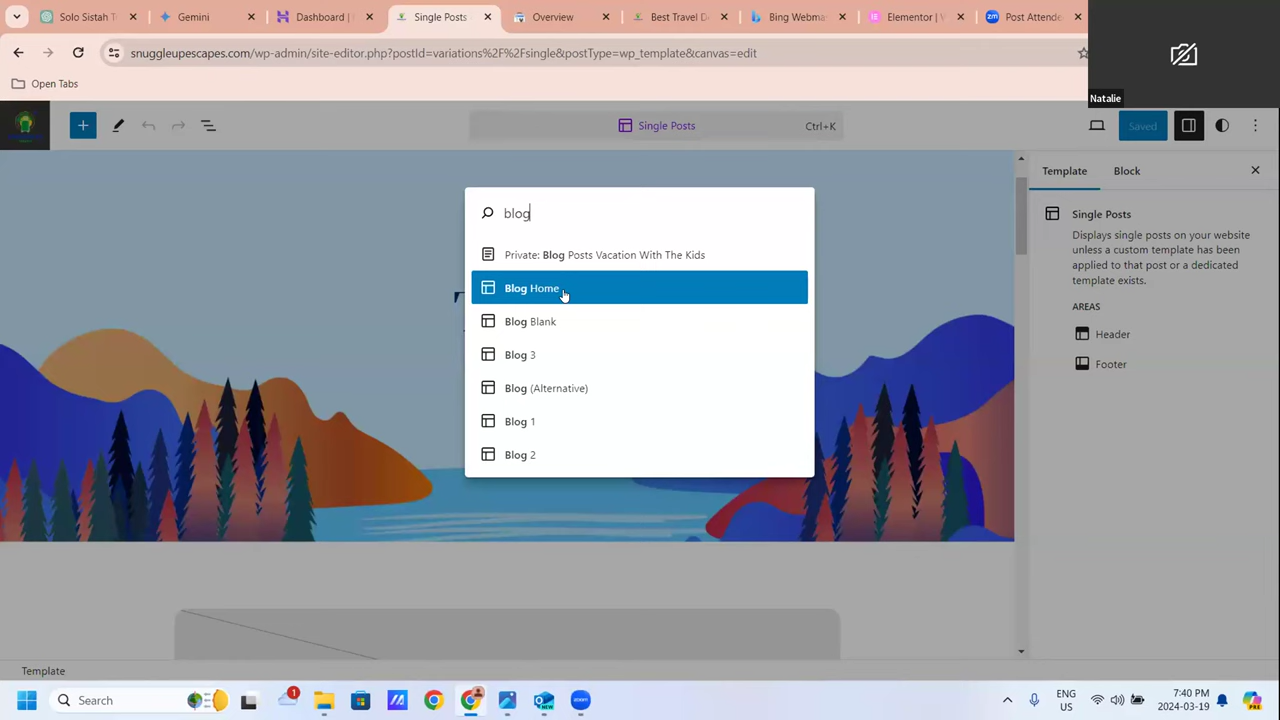 Solo Sistah T
Gemini
Dashboard |
Single Posts
Overview
Best Travel D
Bing Webma
Elementor |
Post Attende
snuggleupescapes.com/wp-admin/site-editor.php?postId=variations%2F%2Fsingle&postType=wp_template&canvas=edit
Open Tabs
Natalie
Single Posts
Ctrl+K
Saved
blog
Private: Blog Posts Vacation With The Kids
Blog Home
Blog Blank
Blog 3
Blog (Alternative)
Blog 1
Blog 2
Template
Block
Single Posts
Displays single posts on your website
unless a custom template has been
applied to that post or a dedicated
template exists.
AREAS
Header
Footer
Template
Search
1
NEW
zoom
ENG
US
7:40 PM
2024-03-19
PRE